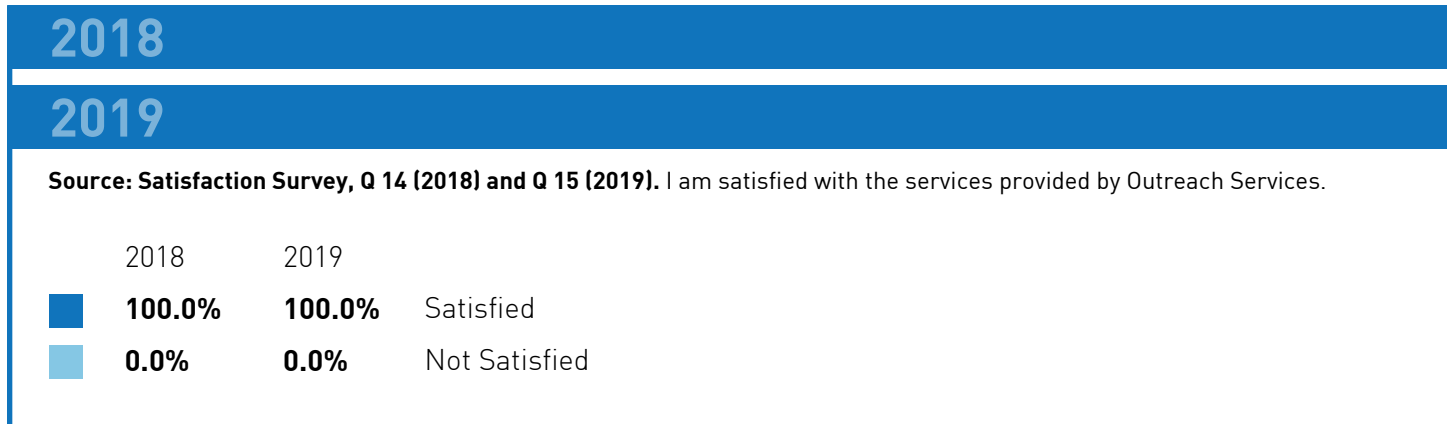 2018
2019
Source: Satisfaction Survey, Q 14 (2018) and Q 15 (2019). I am satisfied with the services provided by Outreach Services.
2018 2019
100.0% 100.0% Satisfied
0.0% 0.0% Not Satisfied